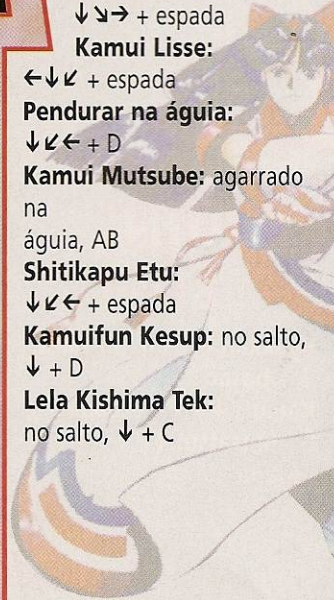 ↓↘→ + espada
Kamui Lisse:
←↓↙ + espada
Pendurar na águia:
↓↙← + D
Kamui Mutsube: agarrado
na
águia, AB
Shitikapu Etu:
↓↙← + espada
Kamuifun Kesup: no salto,
↓ + D
Lela Kishima Tek:
no salto, ↓ + C